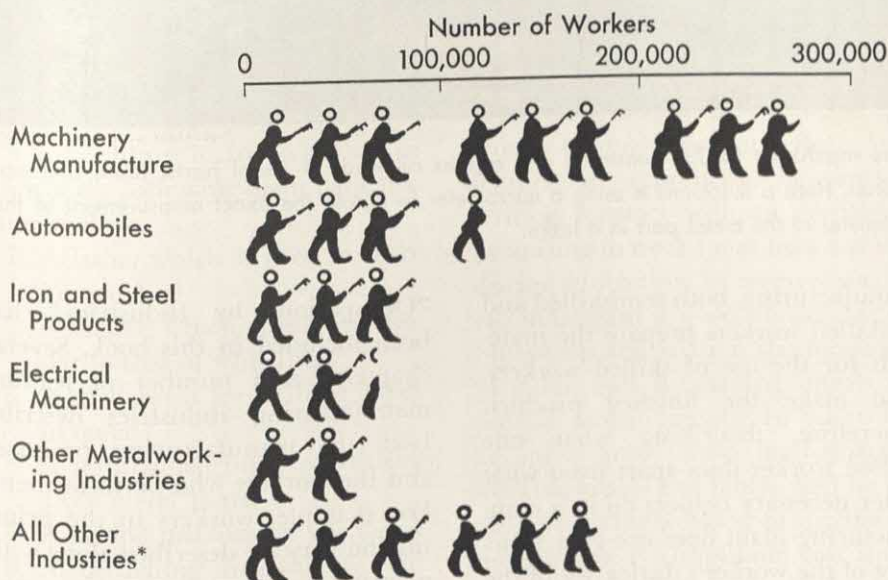 Number of Workers
0 100,000 200,000 300,000
Machinery
Manufacture
Automobiles
Iron and Steel
Products
Electrical
Machinery
Other Metalwork-
ing Industries
All Other
Industries*